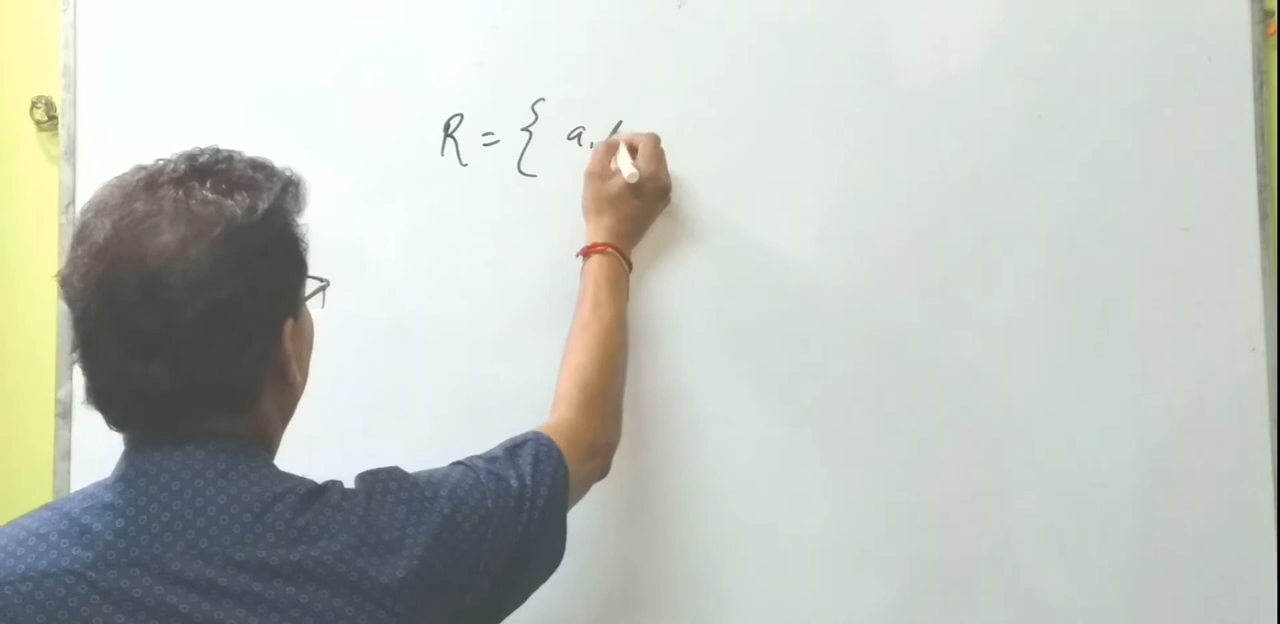 R = { a,